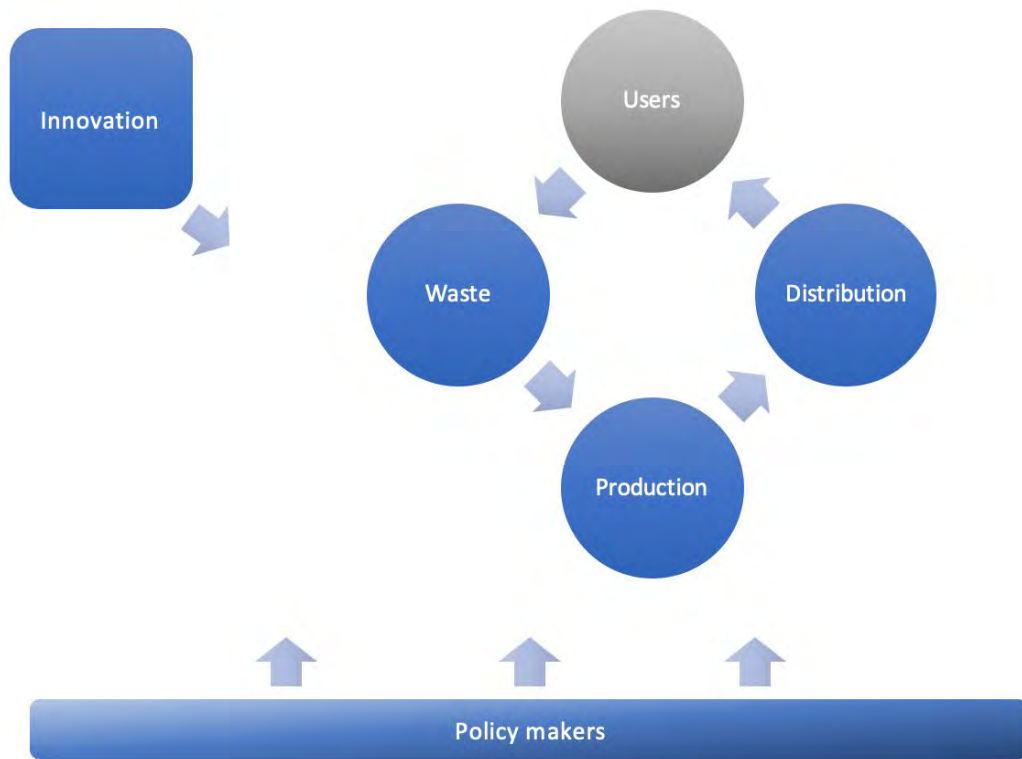 Innovation
Users
Waste
Distribution
Production
Policy makers